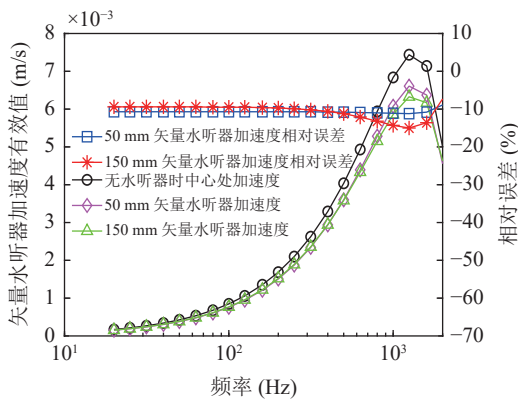 ×10⁻³
8
7
6
5
4
3
2
1
0
矢量水听器加速度有效值 (m/s)
50 mm 矢量水听器加速度相对误差
150 mm 矢量水听器加速度相对误差
无水听器时中心处加速度
50 mm 矢量水听器加速度
150 mm 矢量水听器加速度
10
0
−10
−20
−30
−40
−50
−60
−70
相对误差 (%)
10¹ 10² 10³
频率 (Hz)